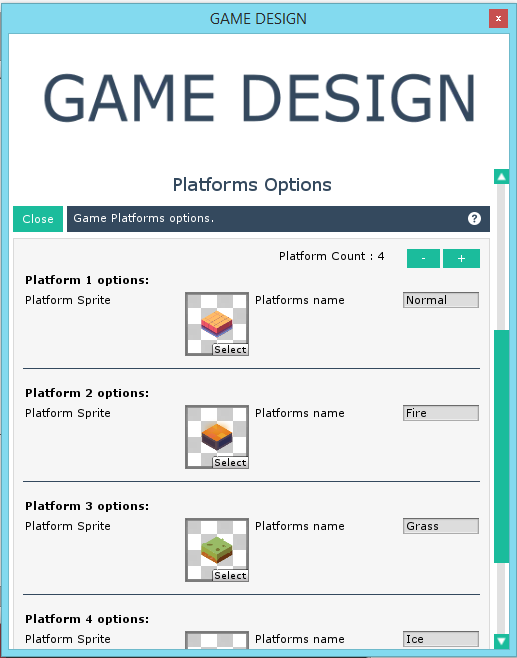 GAME DESIGN
x
GAME DESIGN
Platforms Options
Close
Game Platforms options.
?
Platform Count : 4
-
+
Platform 1 options:
Platform Sprite
Select
Platforms name
Normal
Platform 2 options:
Platform Sprite
Select
Platforms name
Fire
Platform 3 options:
Platform Sprite
Select
Platforms name
Grass
Platform 4 options:
Platform Sprite
Platforms name
Ice